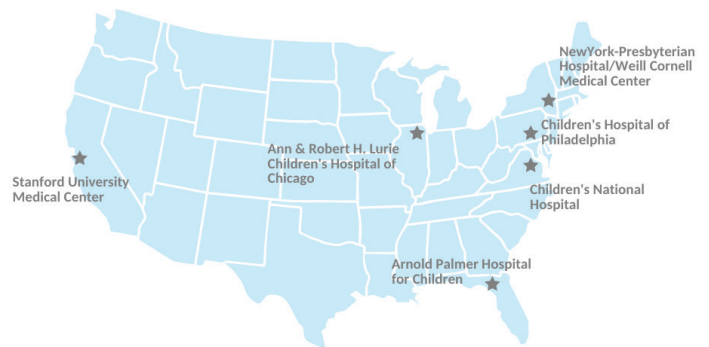 NewYork-Presbyterian
Hospital/Weill Cornell
Medical Center
Children's Hospital of
Philadelphia
Ann & Robert H. Lurie
Children's Hospital of
Chicago
Stanford University
Medical Center
Children's National
Hospital
Arnold Palmer Hospital
for Children